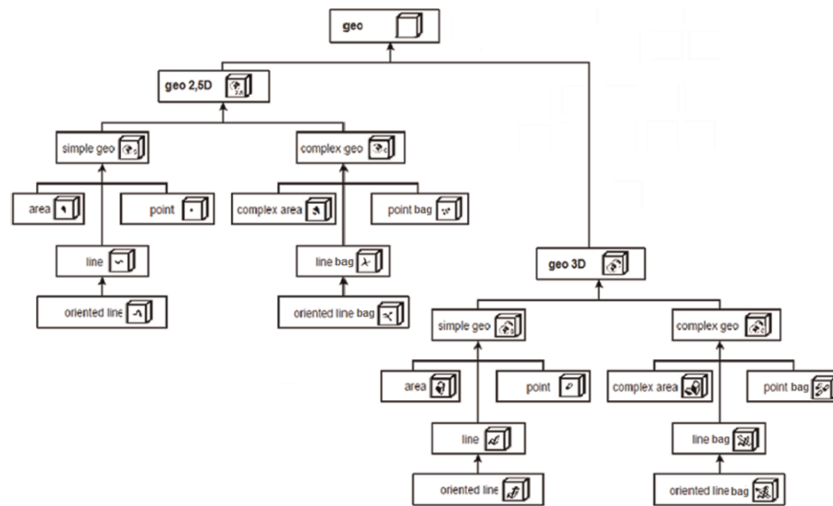 geo
geo 2,5D
simple geo
complex geo
area
point
complex area
point bag
line
line bag
geo 3D
oriented line
oriented line bag
simple geo
complex geo
area
point
complex area
point bag
line
line bag
oriented line
oriented line bag